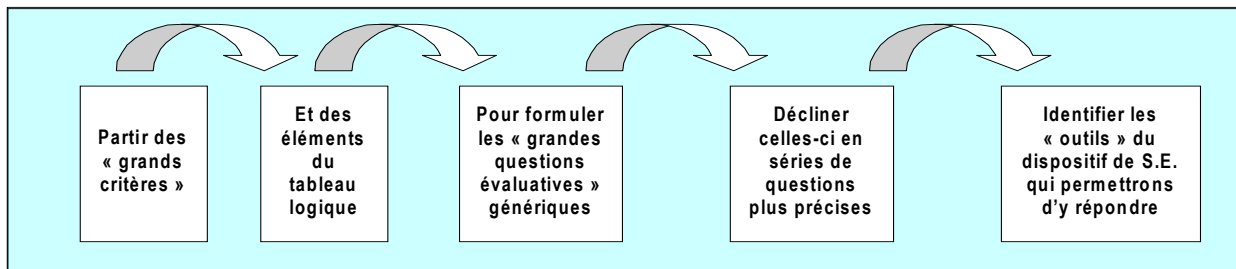 Partir des
« grands
critères »
Et des
éléments
du
tableau
logique
Pour formuler
les « grandes
questions
évaluatives »
génériques
Décliner
celles-ci en
séries de
questions
plus précises
Identifier les
« outils » du
dispositif de S.E.
qui permettrons
d'y répondre